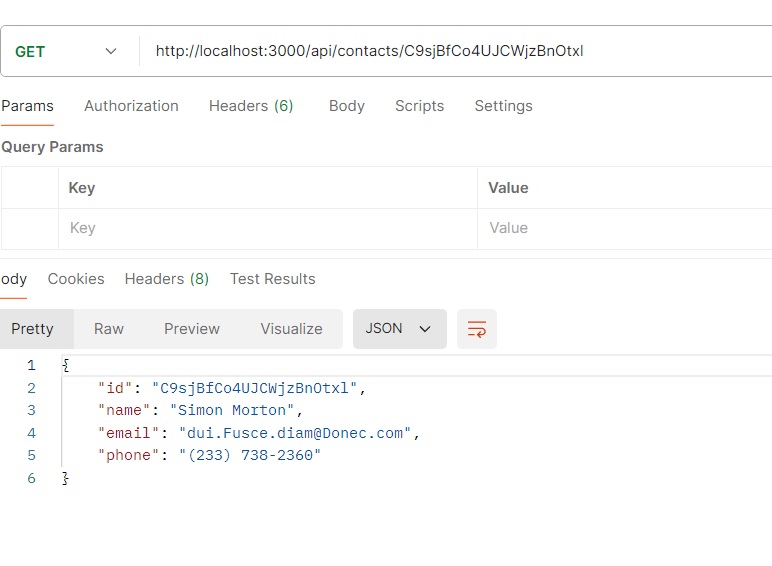 GET http://localhost:3000/api/contacts/C9sjBfCo4UJCWjzBnOtxl
Params Authorization Headers (6) Body Scripts Settings
Query Params
Key Value
Key Value
ody Cookies Headers (8) Test Results
Pretty Raw Preview Visualize JSON
1 {
2 "id": "C9sjBfCo4UJCWjzBnOtxl",
3 "name": "Simon Morton",
4 "email": "dui.Fusce.diam@Donec.com",
5 "phone": "(233) 738-2360"
6 }